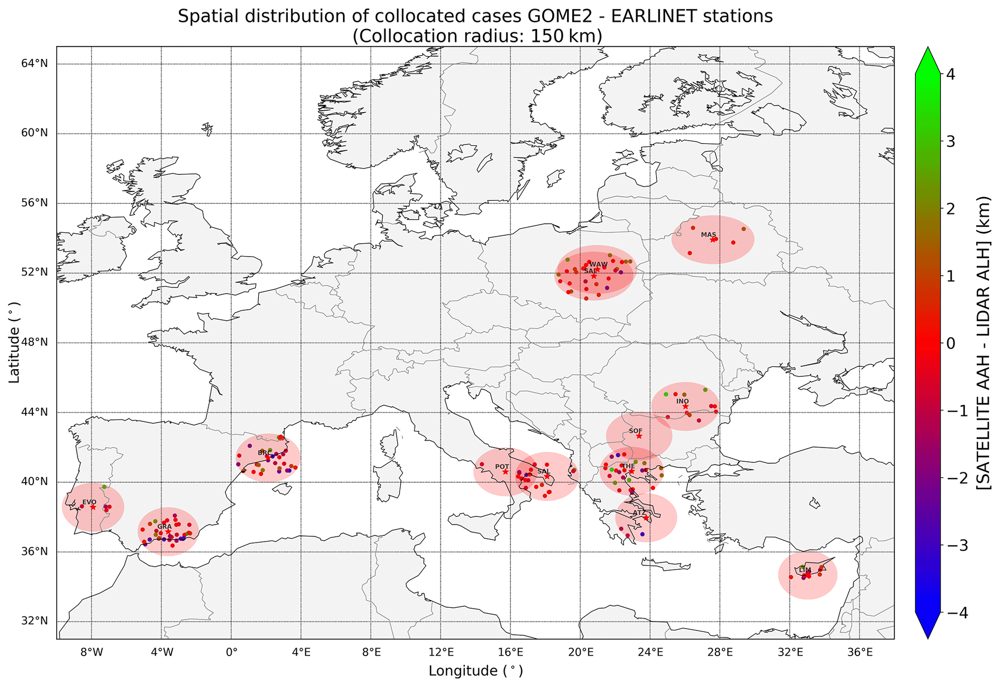 Spatial distribution of collocated cases GOME2 - EARLINET stations
(Collocation radius: 150 km)
64°N
60°N
56°N
52°N
48°N
44°N
40°N
36°N
32°N
8°W
4°W
0°
4°E
8°E
12°E
16°E
20°E
24°E
28°E
32°E
36°E
Latitude (°)
Longitude (°)
MAS
WAW
SAL
INO
SOF
BRC
POT
SAL
THE
EVO
ATZ
GRA
LIM
4
3
2
1
0
−1
−2
−3
−4
[SATELLITE AAH - LIDAR ALH] (km)